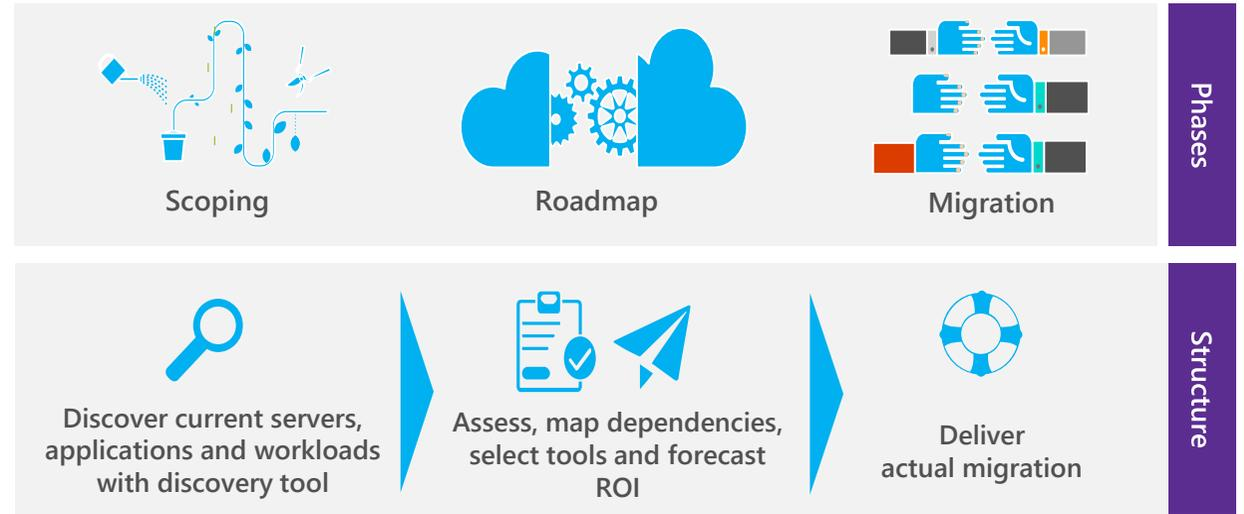 Scoping
Roadmap
Migration
Phases
Discover current servers,
applications and workloads
with discovery tool
Assess, map dependencies,
select tools and forecast
ROI
Deliver
actual migration
Structure